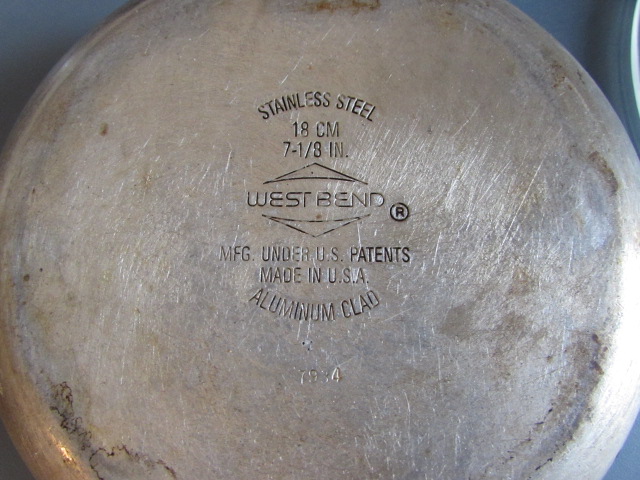 STAINLESS STEEL
18 CM
7-1/8 IN.
WEST BEND ®
MFG. UNDER U.S. PATENTS
MADE IN U.S.A.
ALUMINUM CLAD